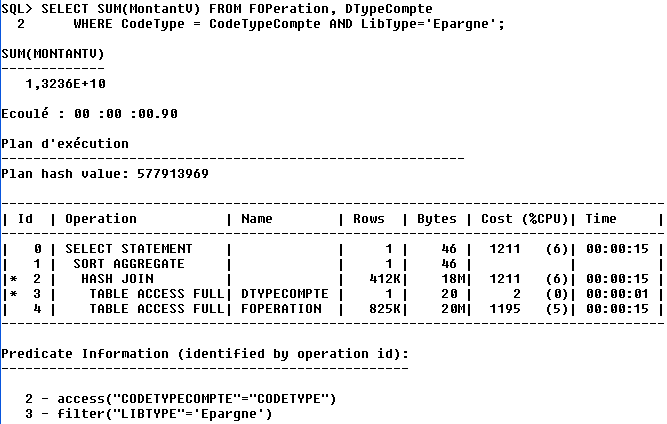 SQL> SELECT SUM(MontantV) FROM FOPeration, DTypeCompte
  2      WHERE CodeType = CodeTypeCompte AND LibType='Epargne';
SUM(MONTANTV)
-------------
   1,3236E+10
Ecoulé : 00 :00 :00.90
Plan d'exécution
----------------------------------------------------------
Plan hash value: 577913969
-----------------------------------------------------------------------------------
| Id  | Operation          | Name        | Rows  | Bytes | Cost (%CPU)| Time     |
-----------------------------------------------------------------------------------
|   0 | SELECT STATEMENT   |             |     1 |    46 |  1211   (6)| 00:00:15 |
|   1 |  SORT AGGREGATE    |             |     1 |    46 |            |          |
|*  2 |   HASH JOIN        |             |   412K|    18M|  1211   (6)| 00:00:15 |
|*  3 |    TABLE ACCESS FULL| DTYPECOMPTE |     1 |    20 |     2   (0)| 00:00:01 |
|   4 |    TABLE ACCESS FULL| FOPERATION  |   825K|    20M|  1195   (5)| 00:00:15 |
-----------------------------------------------------------------------------------
Predicate Information (identified by operation id):
---------------------------------------------------
   2 - access("CODETYPECOMPTE"="CODETYPE")
   3 - filter("LIBTYPE"='Epargne')